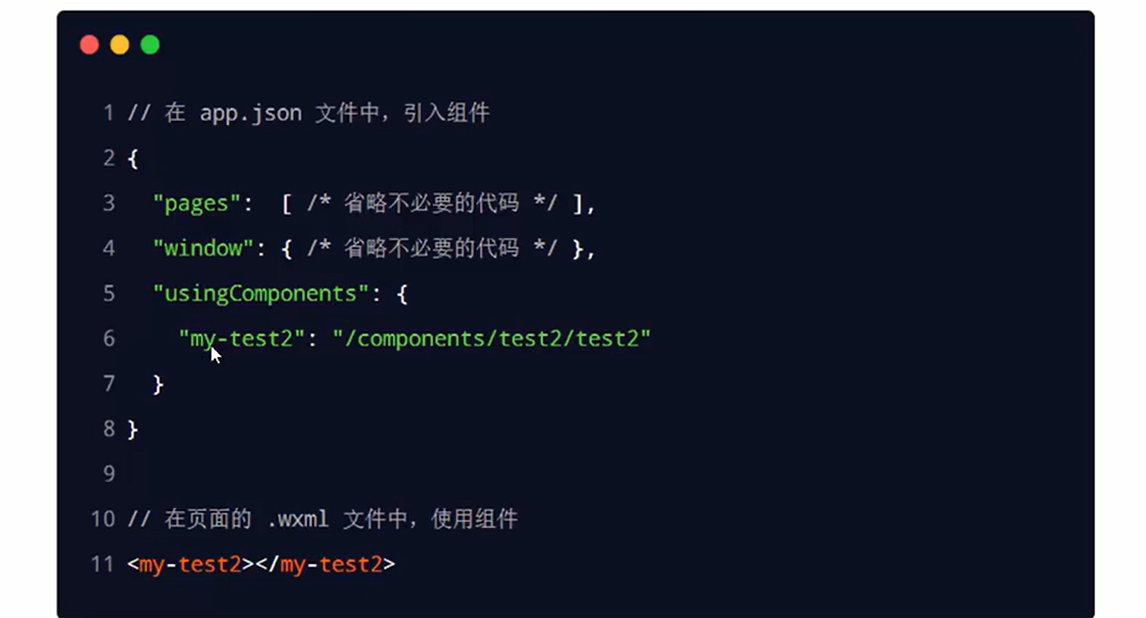 1 // 在 app.json 文件中，引入组件
2 {
3 "pages": [ /* 省略不必要的代码 */ ],
4 "window": { /* 省略不必要的代码 */ },
5 "usingComponents": {
6 "my-test2": "/components/test2/test2"
7 }
8 }
9
10 // 在页面的 .wxml 文件中，使用组件
11 <my-test2></my-test2>